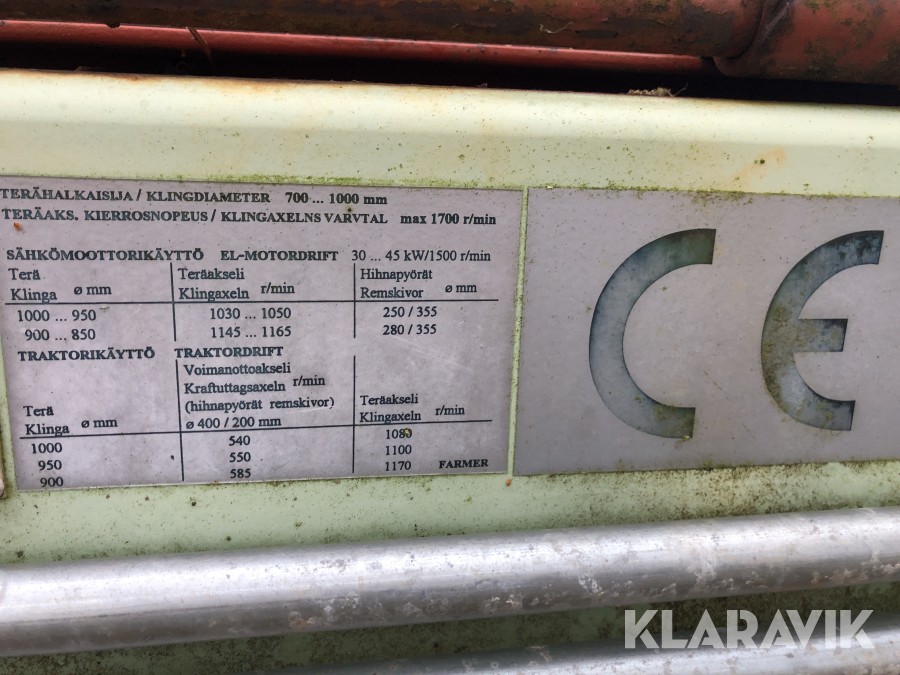 TERÄHALKAISIJA / KLINGDIAMETER 700 ... 1000 mm
TERÄAKS. KIERROSNOPEUS / KLINGAXELNS VARVTAL max 1700 r/min
SÄHKÖMOOTTORIKÄYTTÖ EL-MOTORDRIFT 30 ... 45 kW/1500 r/min
Terä Teräakseli Hihnapyörät
Klinga ø mm Klingaxeln r/min Remskivor ø mm
1000 ... 950 1030 ... 1050 250 / 355
900 ... 850 1145 ... 1165 280 / 355
TRAKTORIKÄYTTÖ TRAKTORDRIFT
Voimanottoakseli
Kraftuttagsaxeln r/min
(hihnapyörät remskivor)
Terä Teräakseli
Klinga ø mm ø 400 / 200 mm Klingaxeln r/min
1000 540 1080
950 550 1100
900 585 1170 FARMER
CE
KLARAVIK